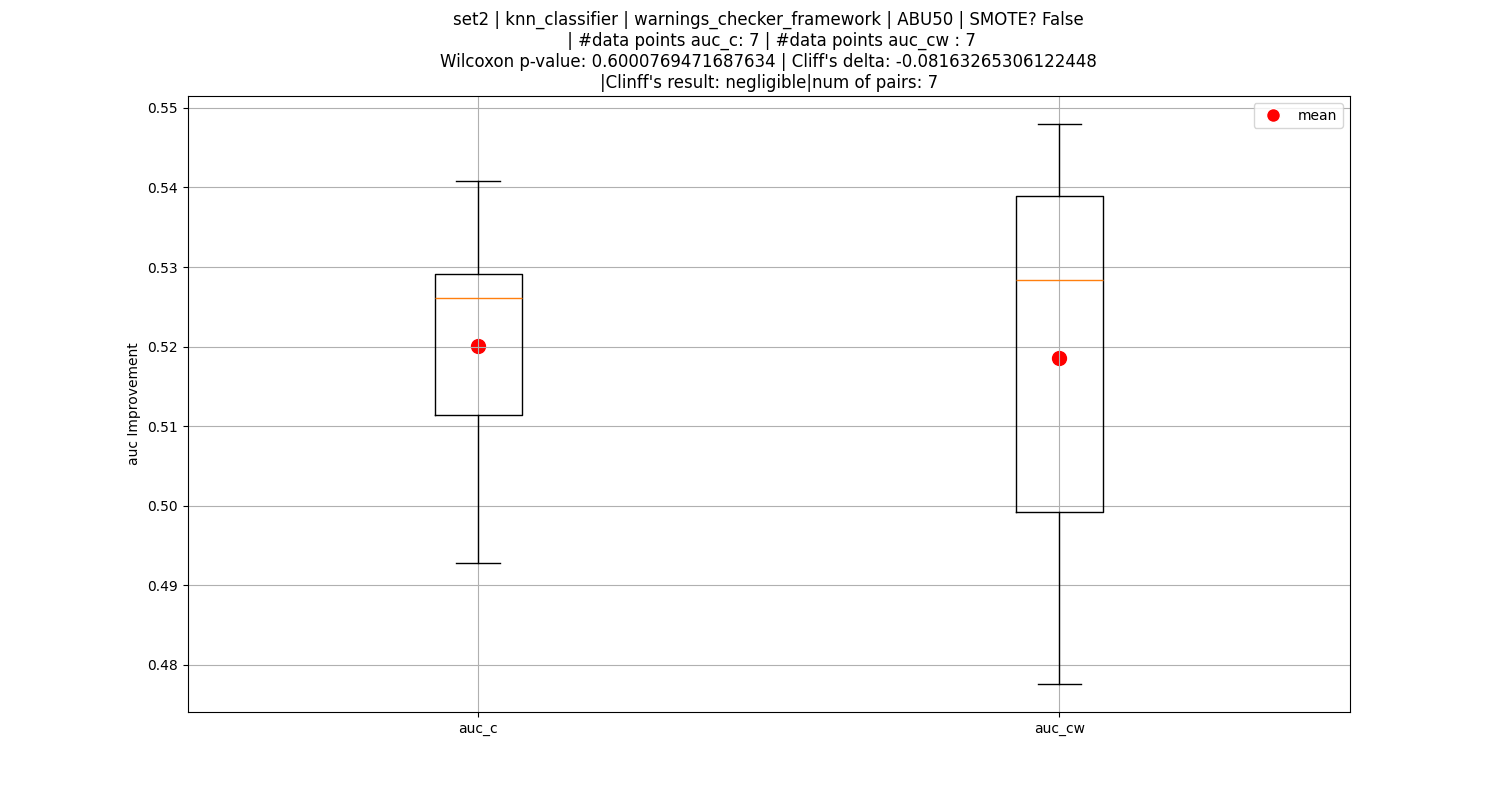 set2 | knn_classifier | warnings_checker_framework | ABU50 | SMOTE? False
| #data points auc_c: 7 | #data points auc_cw : 7
Wilcoxon p-value: 0.6000769471687634 | Cliff's delta: -0.08163265306122448
|Clinff's result: negligible|num of pairs: 7
mean
auc Improvement
0.55
0.54
0.53
0.52
0.51
0.50
0.49
0.48
auc_c
auc_cw